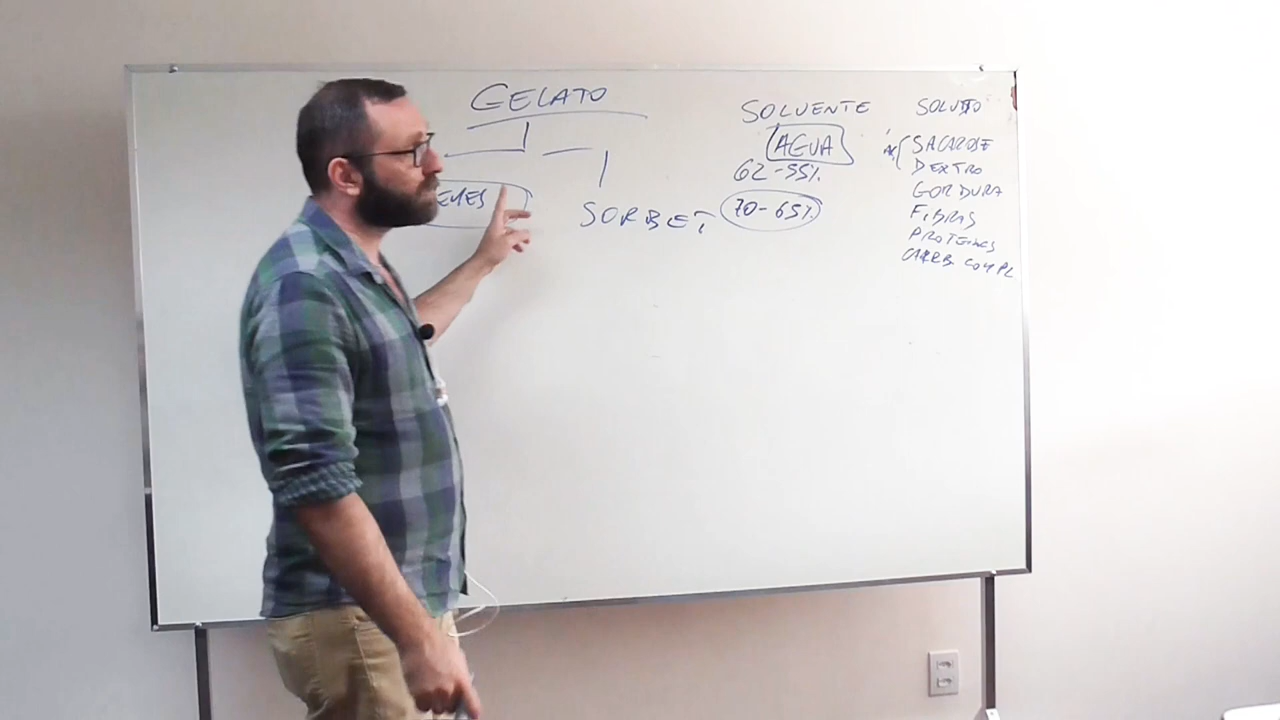 GELATO
SORBET
SOLVENTE
AGUA
62-55%
70-65%
SOLUTO
SACAROSE
DEXTRO
GORDURA
FIBRAS
PROTEINAS
CARB. COMPL